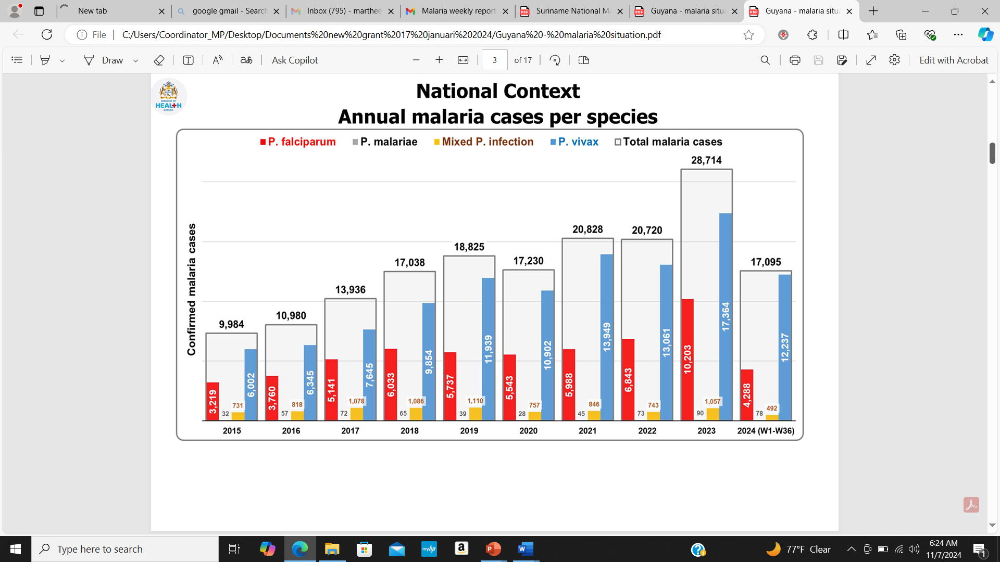 New tab
google gmail - Search
Inbox (795) - marthee
Malaria weekly report
Suriname National Ma
Guyana - malaria situa
Guyana - malaria situa
File
C:/Users/Coordinator_MP/Desktop/Documents%20new%20grant%2017%20januari%202024/Guyana%20-%20malaria%20situation.pdf
Draw
Ask Copilot
3
of 17
Edit with Acrobat
MINISTRY OF
HEALTH
GUYANA
National Context
Annual malaria cases per species
P. falciparum
P. malariae
Mixed P. infection
P. vivax
Total malaria cases
Confirmed malaria cases
9,984
10,980
13,936
17,038
18,825
17,230
20,828
20,720
28,714
17,095
3,219
32
731
6,002
3,760
57
818
6,345
5,141
72
1,078
7,645
6,033
65
1,086
9,854
5,737
39
1,110
11,939
5,543
28
757
10,902
5,988
45
846
13,949
6,843
73
743
13,061
10,203
90
1,057
17,364
4,288
78
492
12,237
2015
2016
2017
2018
2019
2020
2021
2022
2023
2024 (W1-W36)
Type here to search
77°F Clear
6:24 AM
11/7/2024
1